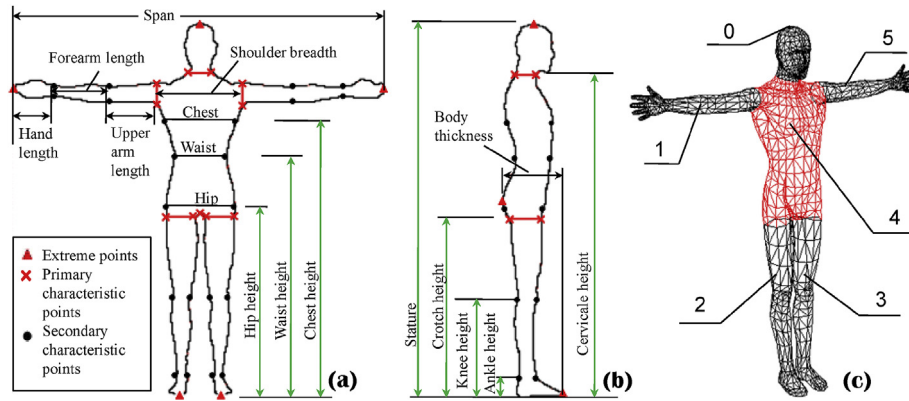 Span
Forearm length
Shoulder breadth
Hand
length
Upper
arm
length
Chest
Waist
Hip
Hip height
Waist height
Chest height
Extreme points
Primary
characteristic
points
Secondary
characteristic
points
(a)
Body
thickness
Stature
Crotch height
Knee height
Ankle height
Cervicale height
(b)
0
5
1
4
2
3
(c)